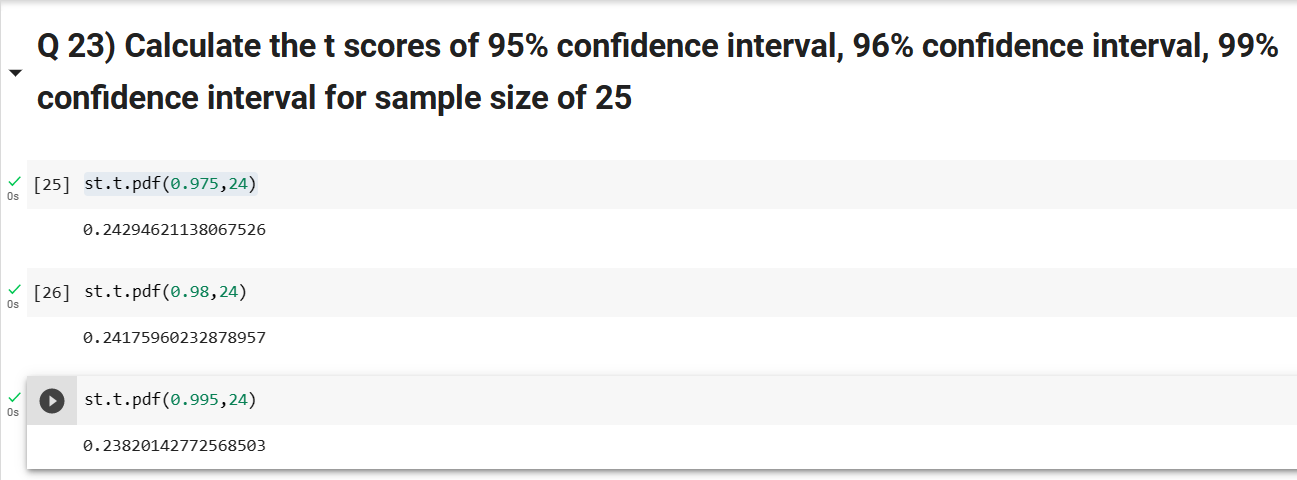 Q 23) Calculate the t scores of 95% confidence interval, 96% confidence interval, 99%
confidence interval for sample size of 25
[25] st.t.pdf(0.975,24)
0s
0.24294621138067526
[26] st.t.pdf(0.98,24)
0s
0.24175960232878957
st.t.pdf(0.995,24)
0s
0.23820142772568503